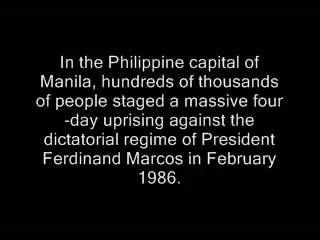 In the Philippine capital of
Manila, hundreds of thousands
of people staged a massive four
-day uprising against the
dictatorial regime of President
Ferdinand Marcos in February
1986.